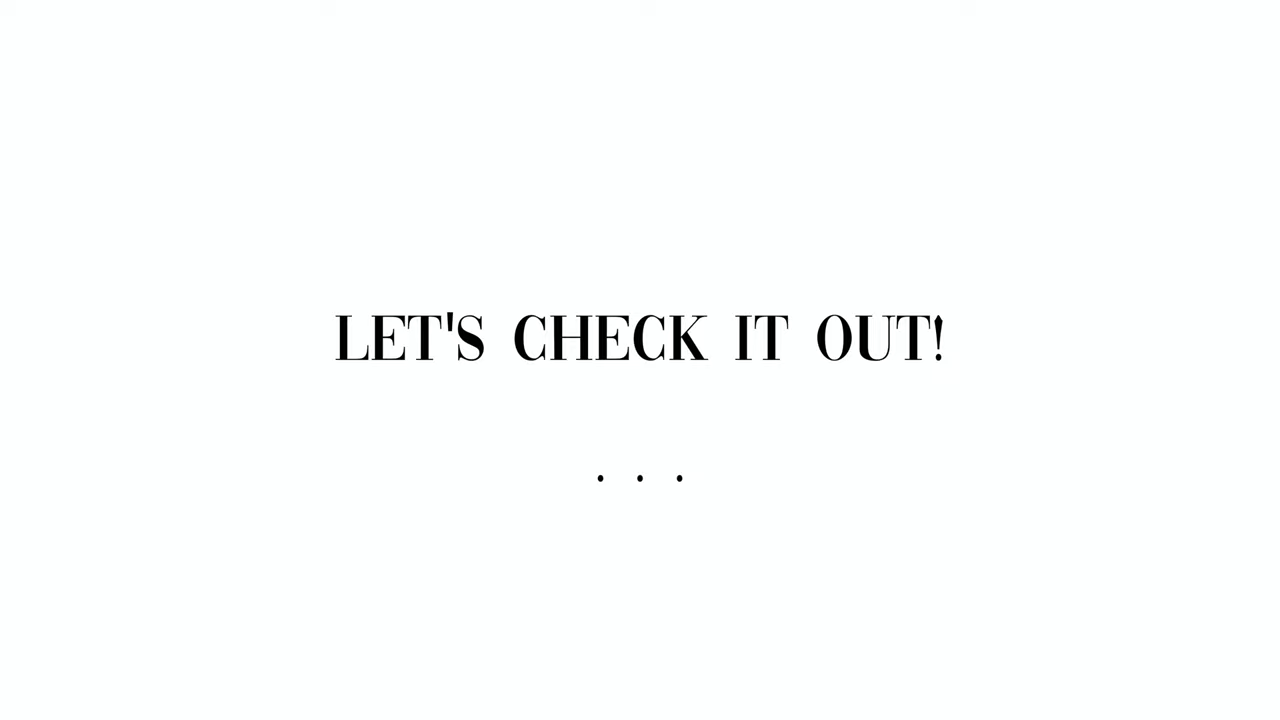 LET'S CHECK IT OUT!
. . .